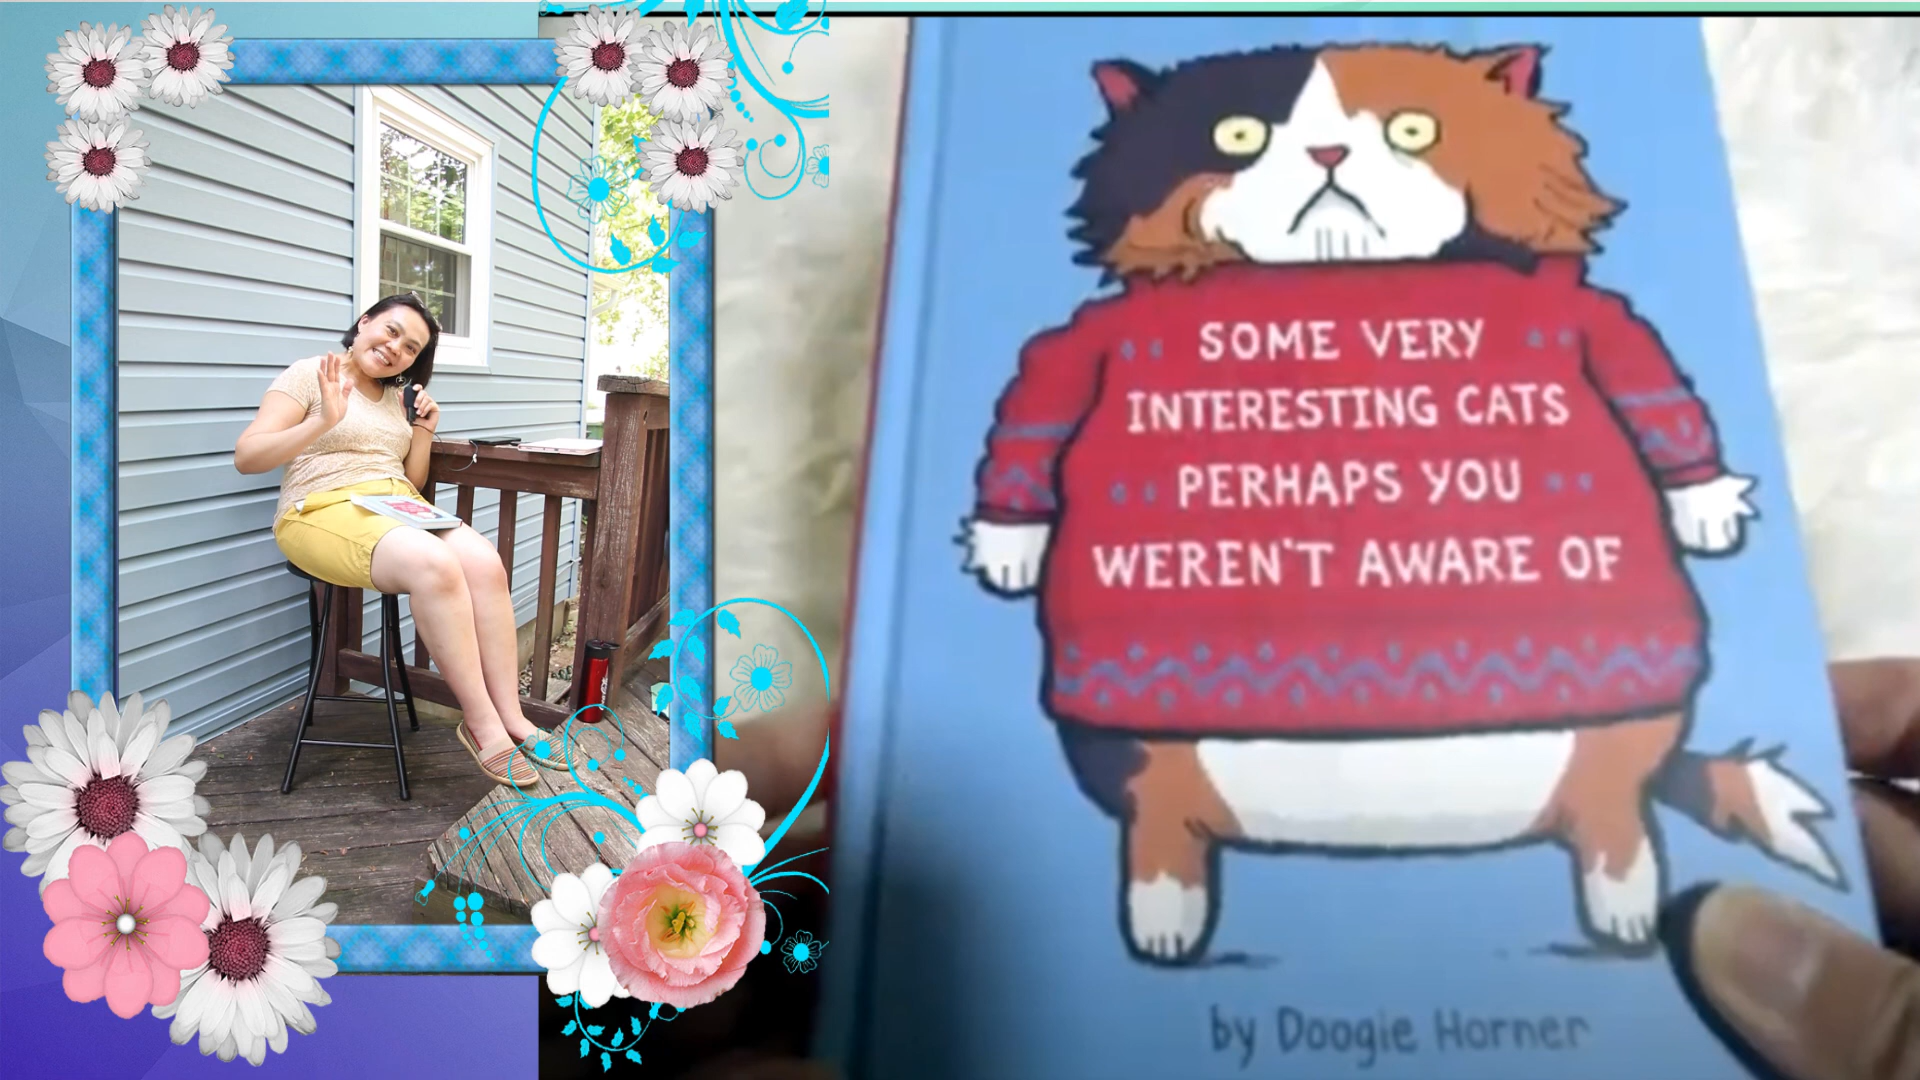 SOME VERY
INTERESTING CATS
PERHAPS YOU
WEREN'T AWARE OF
by Doogie Horner